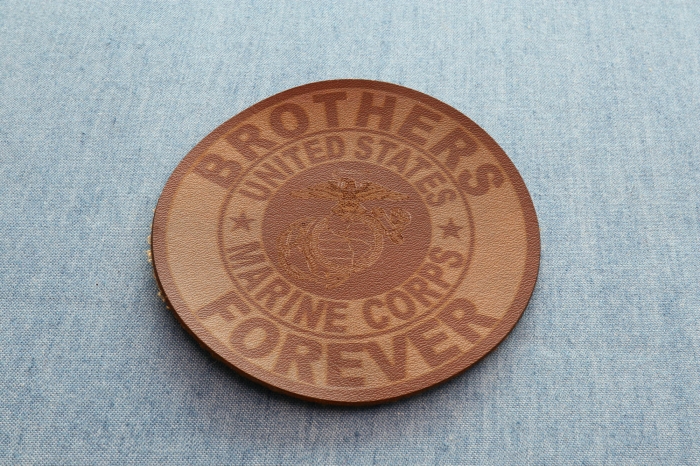 BROTHERS
UNITED STATES
MARINE CORPS
FOREVER